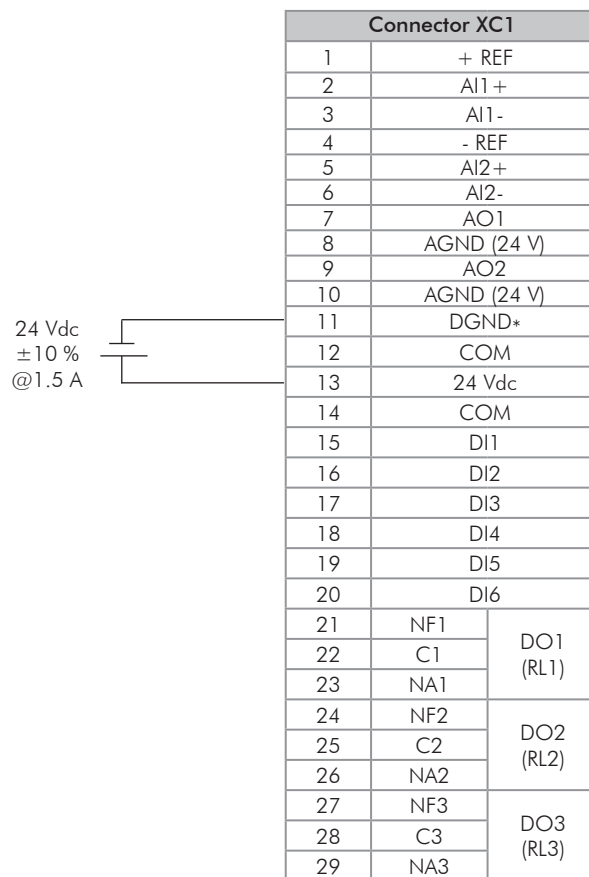 Connector XC1
1 + REF
2 AI1+
3 AI1-
4 - REF
5 AI2+
6 AI2-
7 AO1
8 AGND (24 V)
9 AO2
10 AGND (24 V)
24 Vdc
±10 %
@1.5 A
11 DGND*
12 COM
13 24 Vdc
14 COM
15 DI1
16 DI2
17 DI3
18 DI4
19 DI5
20 DI6
21 NF1
22 C1
23 NA1
DO1
(RL1)
24 NF2
25 C2
26 NA2
DO2
(RL2)
27 NF3
28 C3
29 NA3
DO3
(RL3)